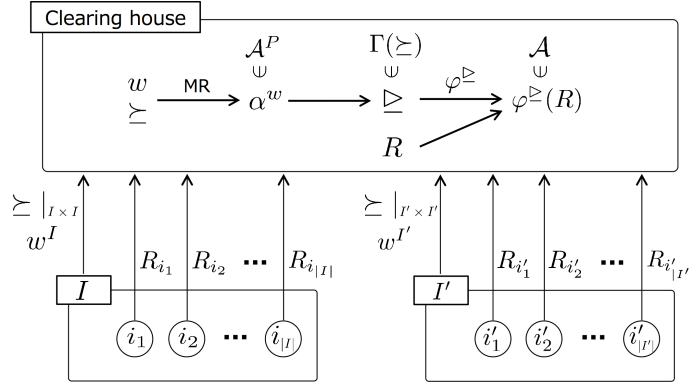 Clearing house
𝒜ᴾ Γ(⪰) 𝒜
⋓ ⋓ ⋓
w MR φ^⊵
⪰ α^w ⊵ φ^⊵(R)
R
⪰|_{I×I} ⪰|_{I'×I'}
w^I w^{I'}
R_{i_1} R_{i_2} ... R_{i_{|I|}} R_{i'_1} R_{i'_2} ... R_{i'_{|I'|}}
I I'
i_1 i_2 ... i_{|I|} i'_1 i'_2 ... i'_{|I'|}